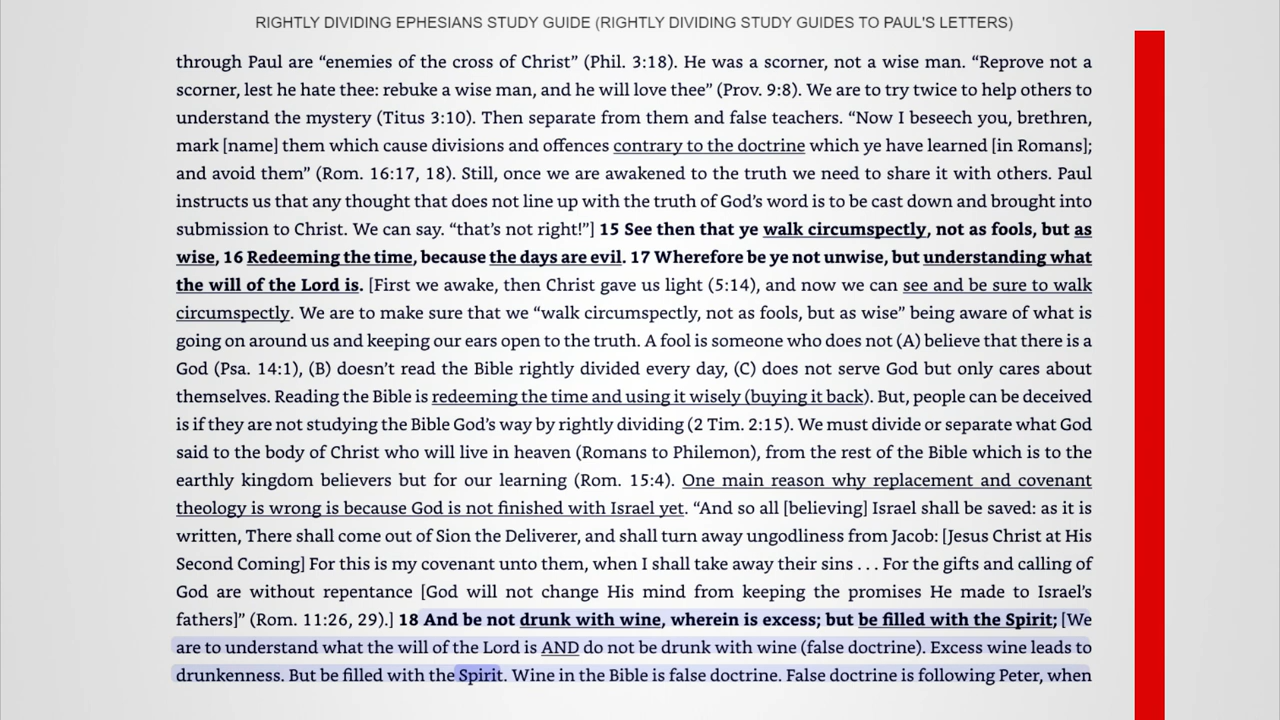 RIGHTLY DIVIDING EPHESIANS STUDY GUIDE (RIGHTLY DIVIDING STUDY GUIDES TO PAUL'S LETTERS)
through Paul are “enemies of the cross of Christ” (Phil. 3:18). He was a scorner, not a wise man. “Reprove not a
scorner, lest he hate thee: rebuke a wise man, and he will love thee” (Prov. 9:8). We are to try twice to help others to
understand the mystery (Titus 3:10). Then separate from them and false teachers. “Now I beseech you, brethren,
mark [name] them which cause divisions and offences contrary to the doctrine which ye have learned [in Romans];
and avoid them” (Rom. 16:17, 18). Still, once we are awakened to the truth we need to share it with others. Paul
instructs us that any thought that does not line up with the truth of God’s word is to be cast down and brought into
submission to Christ. We can say. “that’s not right!”] 15 See then that ye walk circumspectly, not as fools, but as
wise, 16 Redeeming the time, because the days are evil. 17 Wherefore be ye not unwise, but understanding what
the will of the Lord is. [First we awake, then Christ gave us light (5:14), and now we can see and be sure to walk
circumspectly. We are to make sure that we “walk circumspectly, not as fools, but as wise” being aware of what is
going on around us and keeping our ears open to the truth. A fool is someone who does not (A) believe that there is a
God (Psa. 14:1), (B) doesn’t read the Bible rightly divided every day, (C) does not serve God but only cares about
themselves. Reading the Bible is redeeming the time and using it wisely (buying it back). But, people can be deceived
is if they are not studying the Bible God’s way by rightly dividing (2 Tim. 2:15). We must divide or separate what God
said to the body of Christ who will live in heaven (Romans to Philemon), from the rest of the Bible which is to the
earthly kingdom believers but for our learning (Rom. 15:4). One main reason why replacement and covenant
theology is wrong is because God is not finished with Israel yet. “And so all [believing] Israel shall be saved: as it is
written, There shall come out of Sion the Deliverer, and shall turn away ungodliness from Jacob: [Jesus Christ at His
Second Coming] For this is my covenant unto them, when I shall take away their sins . . . For the gifts and calling of
God are without repentance [God will not change His mind from keeping the promises He made to Israel’s
fathers]” (Rom. 11:26, 29).] 18 And be not drunk with wine, wherein is excess; but be filled with the Spirit; [We
are to understand what the will of the Lord is AND do not be drunk with wine (false doctrine). Excess wine leads to
drunkenness. But be filled with the Spirit. Wine in the Bible is false doctrine. False doctrine is following Peter, when